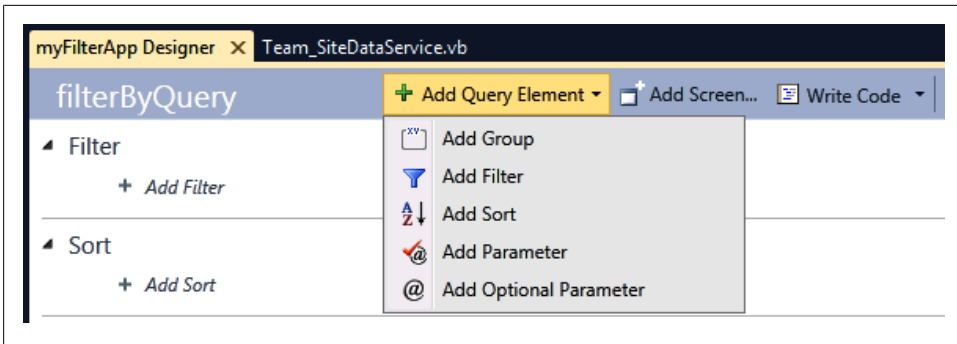 myFilterApp Designer X Team_SiteDataService.vb
filterByQuery + Add Query Element Add Screen... Write Code
Filter
+ Add Filter
Sort
+ Add Sort
Add Group
Add Filter
Add Sort
Add Parameter
@ Add Optional Parameter